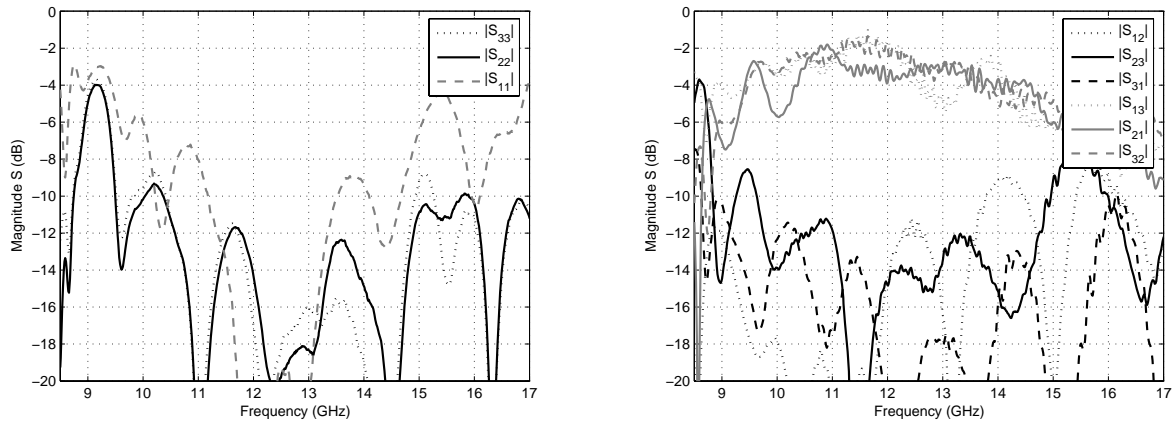 0
−2
−4
−6
−8
−10
−12
−14
−16
−18
−20
Magnitude S (dB)
9 10 11 12 13 14 15 16 17
Frequency (GHz)
|S33|
|S22|
|S11|
0
−2
−4
−6
−8
−10
−12
−14
−16
−18
−20
Magnitude S (dB)
9 10 11 12 13 14 15 16 17
Frequency (GHz)
|S12|
|S23|
|S31|
|S13|
|S21|
|S32|